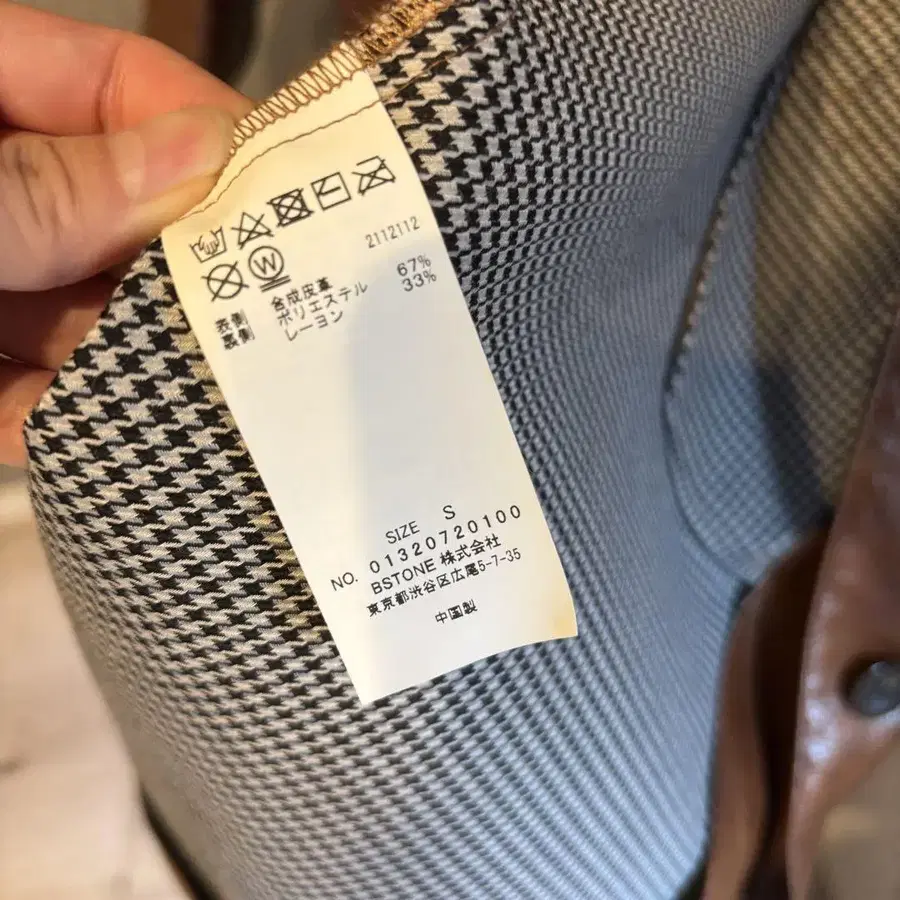 W
2112112
表側 合成皮革
裏側 ポリエステル 67%
レーヨン 33%
SIZE S
NO. 01320720100
BSTONE 株式会社
東京都渋谷区広尾5-7-35
中国製